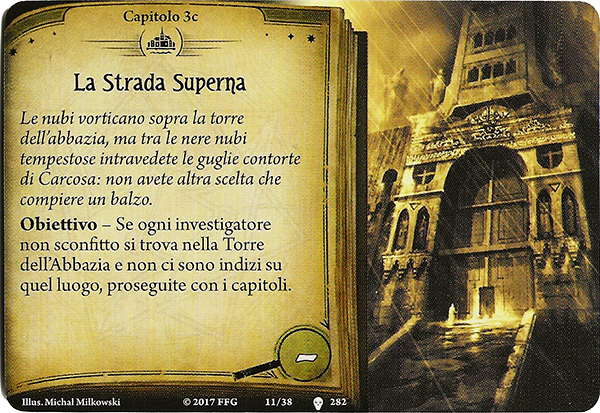 Capitolo 3c
La Strada Superna
Le nubi vorticano sopra la torre
dell'abbazia, ma tra le nere nubi
tempestose intravedete le guglie contorte
di Carcosa: non avete altra scelta che
compiere un balzo.
Obiettivo – Se ogni investigatore
non sconfitto si trova nella Torre
dell'Abbazia e non ci sono indizi su
quel luogo, proseguite con i capitoli.
–
Illus. Michał Miłkowski © 2017 FFG 11/38 282